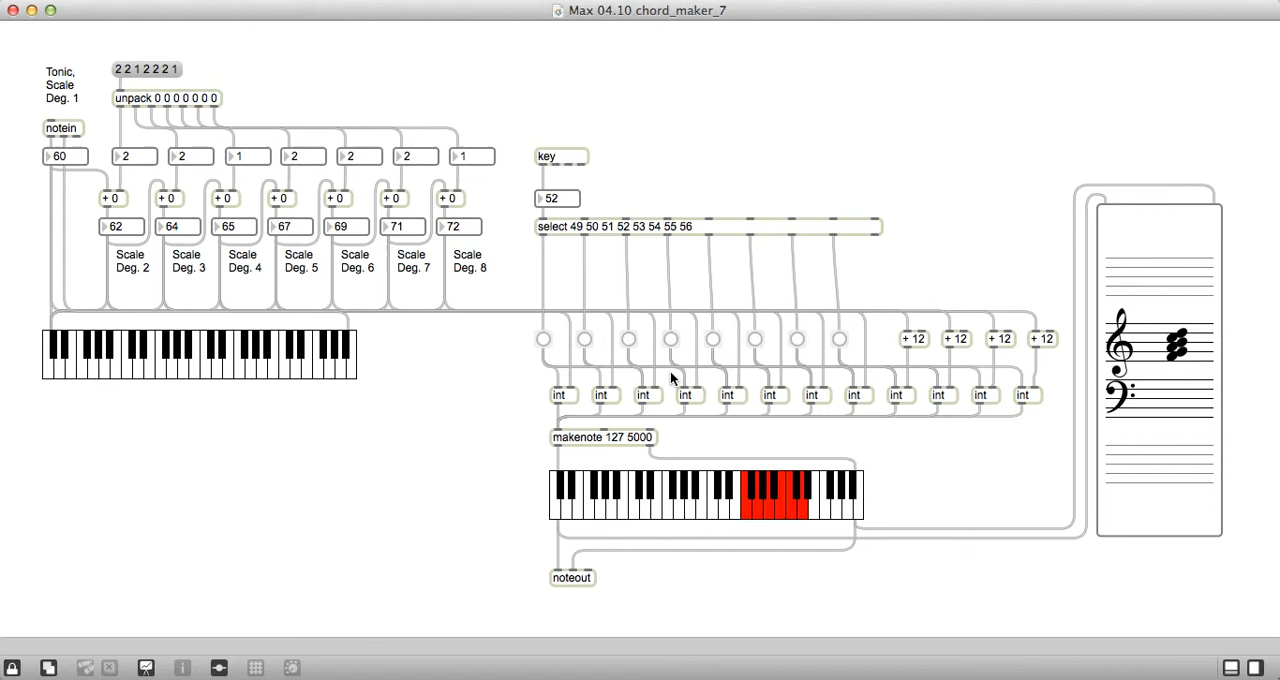 Max 04.10 chord_maker_7
Tonic,
Scale
Deg. 1
2 2 1 2 2 2 1
unpack 0 0 0 0 0 0 0
notein
60
2
2
1
2
2
2
1
+ 0
+ 0
+ 0
+ 0
+ 0
+ 0
+ 0
62
64
65
67
69
71
72
Scale
Deg. 2
Scale
Deg. 3
Scale
Deg. 4
Scale
Deg. 5
Scale
Deg. 6
Scale
Deg. 7
Scale
Deg. 8
key
52
select 49 50 51 52 53 54 55 56
+ 12
+ 12
+ 12
+ 12
int
int
int
int
int
int
int
int
int
int
int
int
makenote 127 5000
noteout